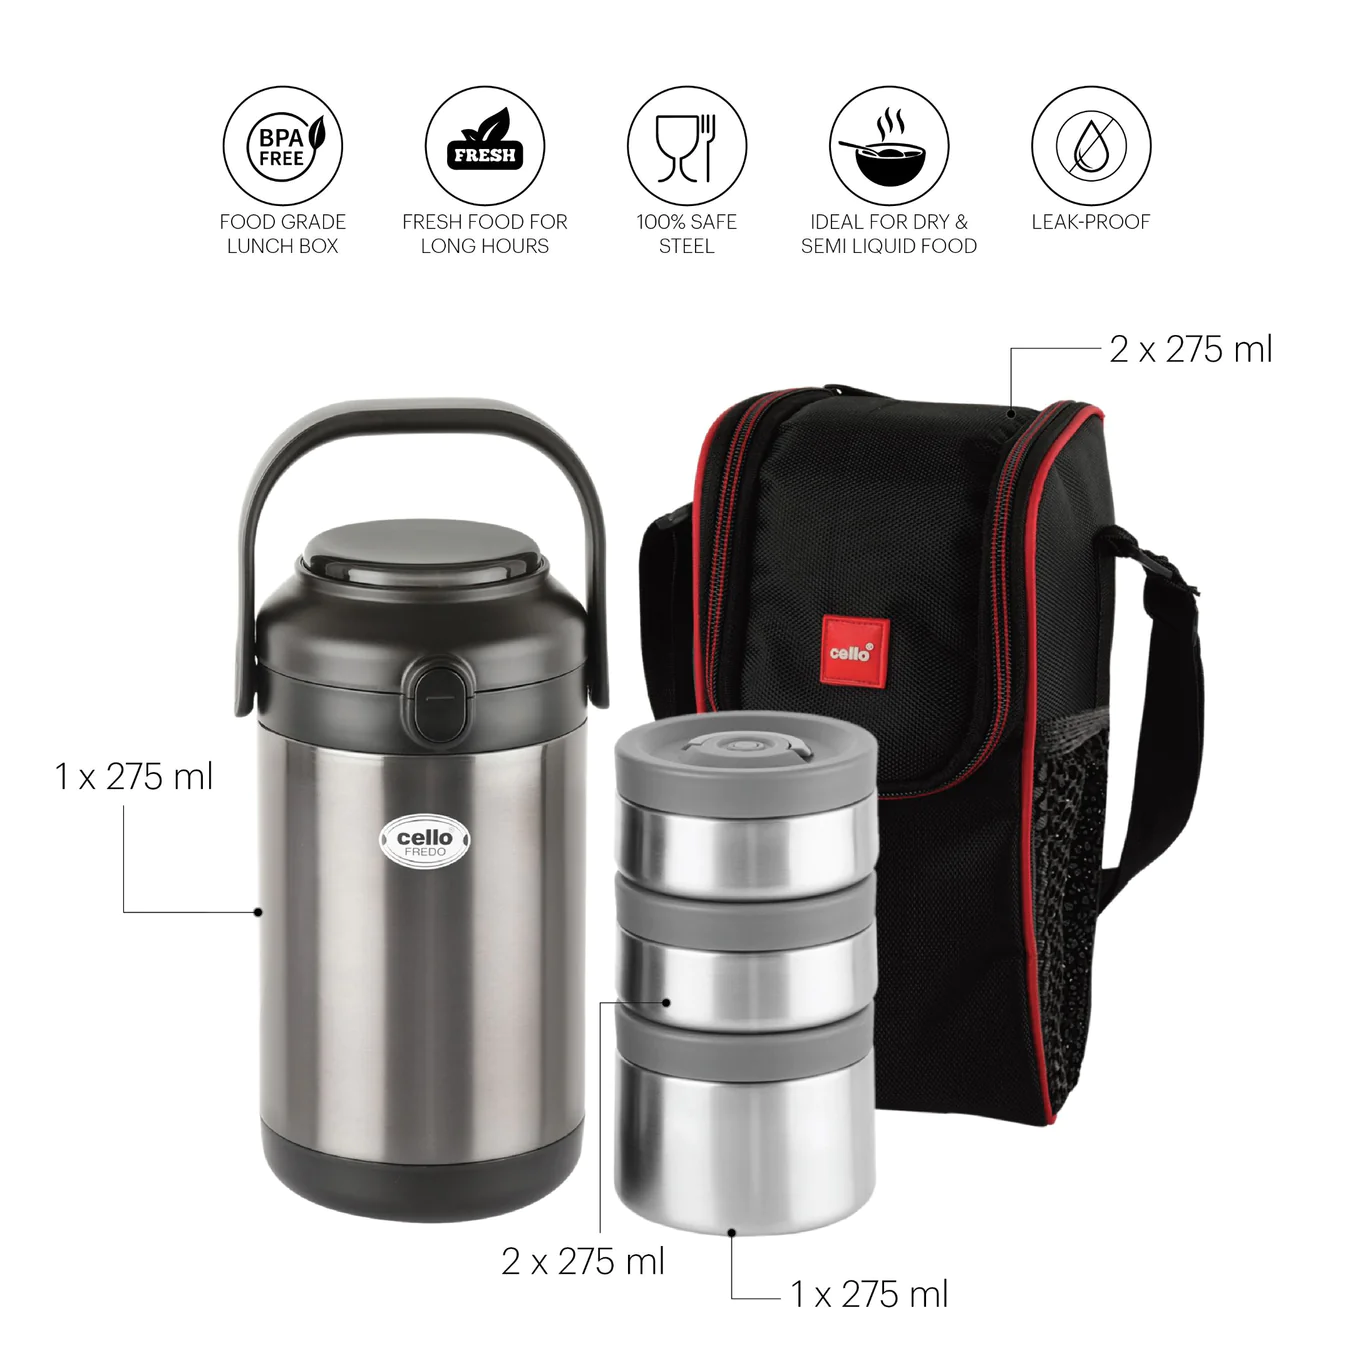 BPA
FREE
FRESH
FOOD GRADE
LUNCH BOX
FRESH FOOD FOR
LONG HOURS
100% SAFE
STEEL
IDEAL FOR DRY &
SEMI LIQUID FOOD
LEAK-PROOF
2 x 275 ml
cello
1 x 275 ml
cello
FREDO
2 x 275 ml
1 x 275 ml